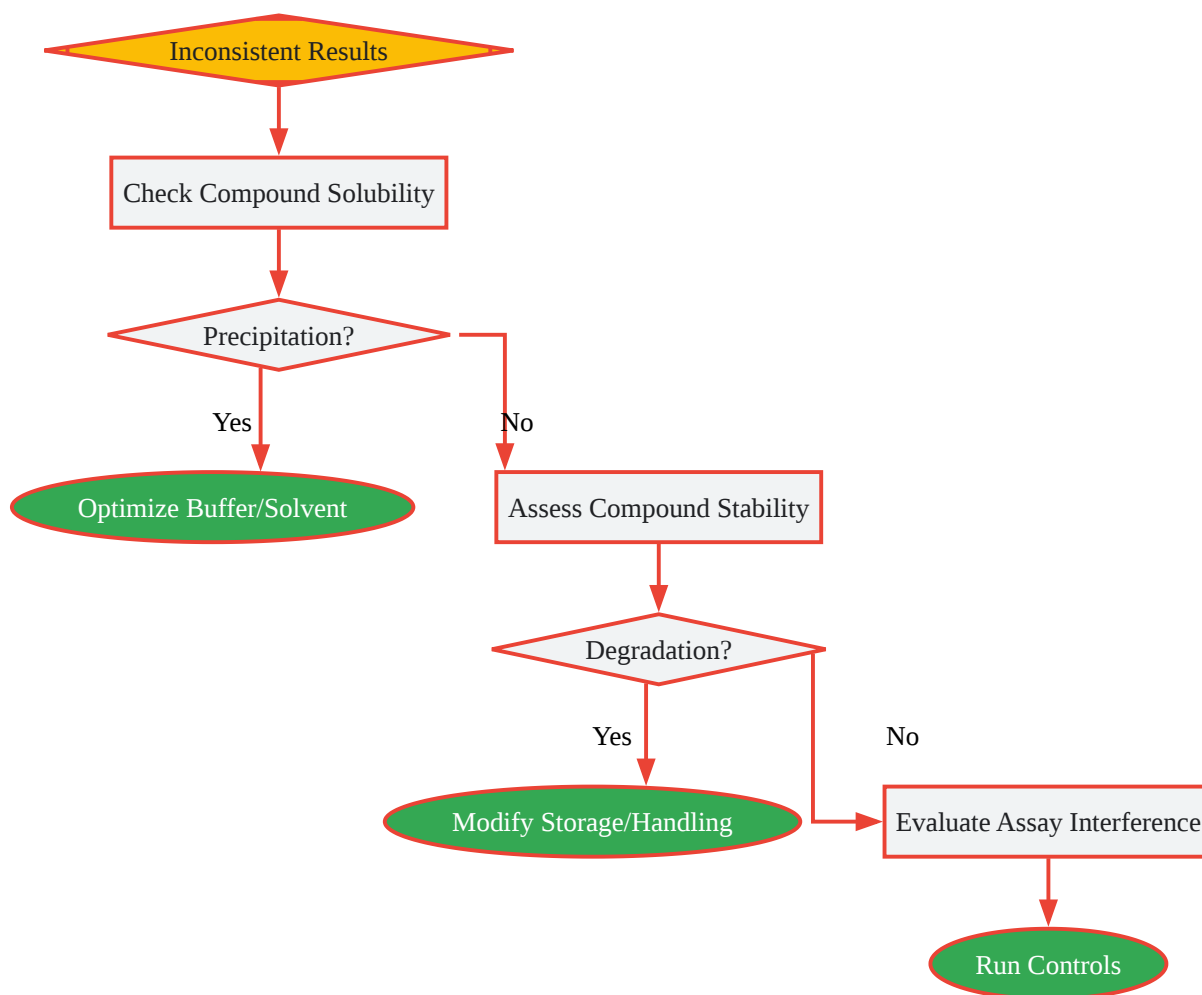 Inconsistent Results
Check Compound Solubility
Precipitation?
Yes
No
Optimize Buffer/Solvent
Assess Compound Stability
Degradation?
Yes
No
Modify Storage/Handling
Evaluate Assay Interference
Run Controls